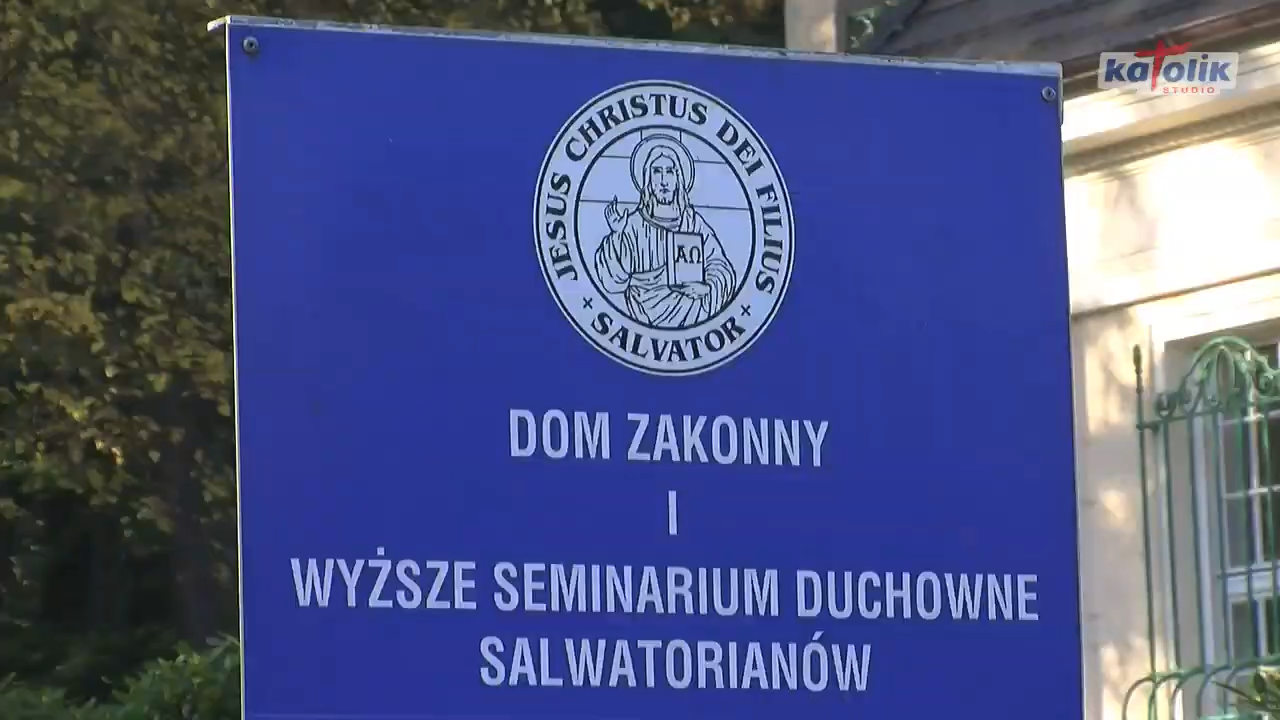 katolik
STUDIO
JESUS CHRISTUS DEI FILIUS
SALVATOR
AΩ
DOM ZAKONNY
I
WYŻSZE SEMINARIUM DUCHOWNE
SALWATORIANÓW